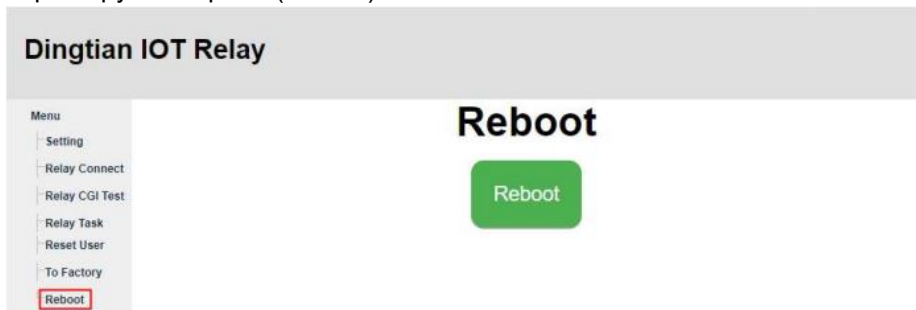 Dingtian IOT Relay
Menu
Setting
Relay Connect
Relay CGI Test
Relay Task
Reset User
To Factory
Reboot
Reboot
Reboot